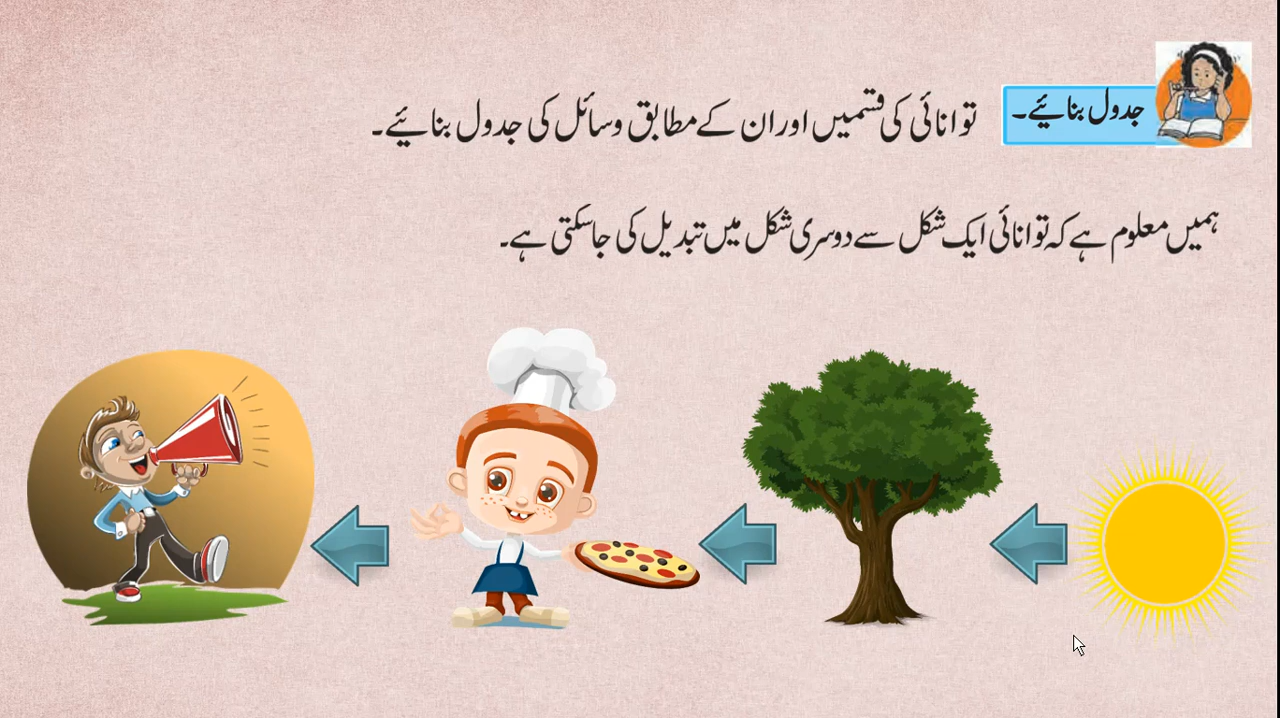 جدول بنائیے۔ توانائی کی قسمیں اور ان کے مطابق وسائل کی جدول بنائیے۔
ہمیں معلوم ہے کہ توانائی ایک شکل سے دوسری شکل میں تبدیل کی جاسکتی ہے۔